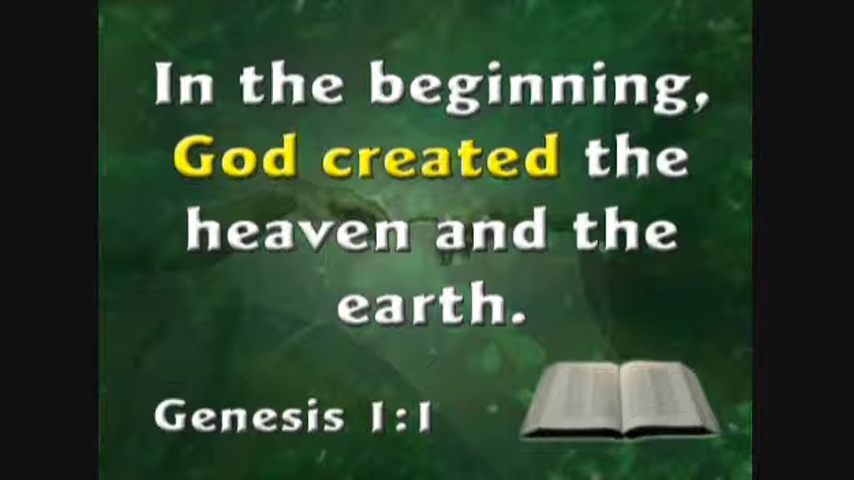 In the beginning,
God created the
heaven and the
earth.
Genesis 1:1